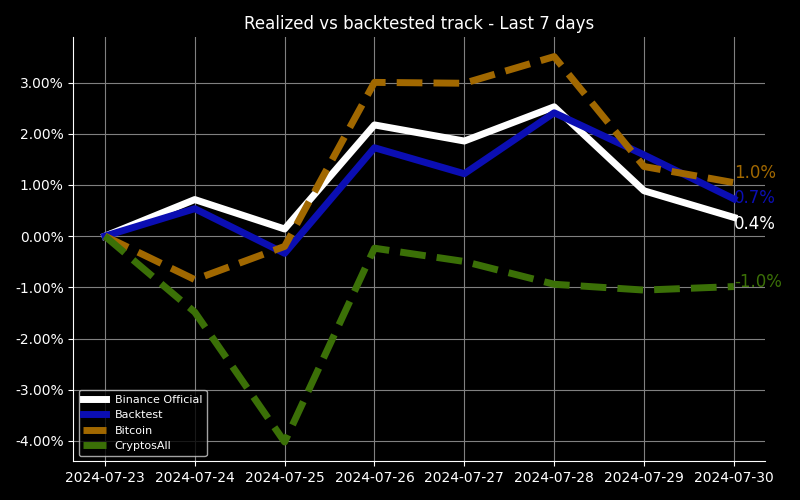 Realized vs backtested track - Last 7 days
3.00%
2.00%
1.00%
0.00%
-1.00%
-2.00%
-3.00%
-4.00%
1.0%
0.7%
0.4%
-1.0%
Binance Official
Backtest
Bitcoin
CryptosAll
2024-07-23 2024-07-24 2024-07-25 2024-07-26 2024-07-27 2024-07-28 2024-07-29 2024-07-30